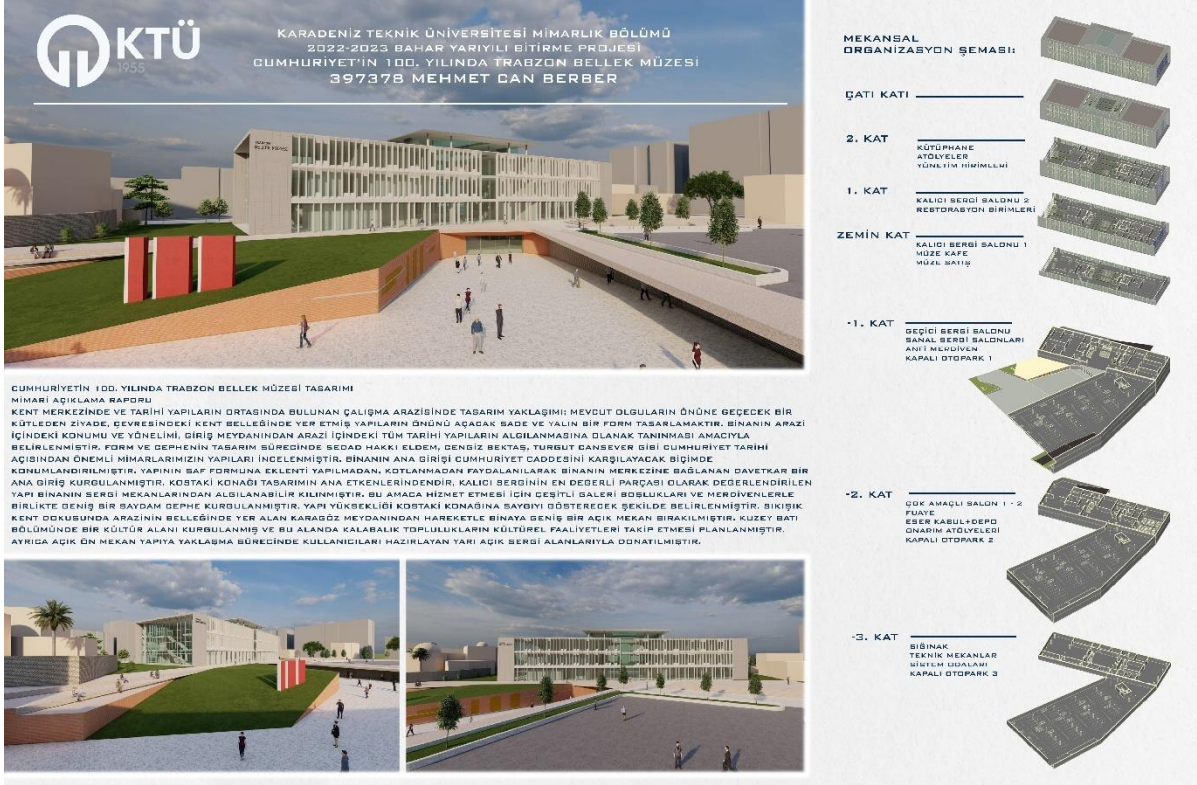 KTÜ
1955
KARADENİZ TEKNİK ÜNİVERSİTESİ MİMARLIK BÖLÜMÜ
2022-2023 BAHAR YARIYILI BİTİRME PROJESİ
CUMHURİYET'İN 100. YILINDA TRABZON BELLEK MÜZESİ
397378 MEHMET CAN BERBER
CUMHURİYETİN 100. YILINDA TRABZON BELLEK MÜZESİ TASARIMI
MİMARİ AÇIKLAMA RAPORU
KENT MERKEZİNDE VE TARİHİ YAPILARIN ORTASINDA BULUNAN ÇALIŞMA ARAZİSİNDE TASARIM YAKLAŞIMI; MEVCUT OLGULARIN ÖNÜNE GEÇECEK BİR
KÜTLEDEN ZİYADE, ÇEVRESİNDEKİ KENT BELLEĞİNDE YER ETMİŞ YAPILARIN ÖNÜNÜ AÇACAK SADE VE YALIN BİR FORM TASARLAMAKTIR. BİNANIN ARAZİ
İÇİNDEKİ KONUMU VE YÖNELİMİ, GİRİŞ MEYDANINDAN ARAZİ İÇİNDEKİ TÜM TARİHİ YAPILARIN ALGILANMASINA OLANAK TANINMASI AMACIYLA
BELİRLENMİŞTİR. FORM VE CEPHENİN TASARIM SÜRECİNDE SEDAD HAKKI ELDEM, CENGİZ BEKTAŞ, TURGUT CANSEVER GİBİ CUMHURİYET TARİHİ
AÇISINDAN ÖNEMLİ MİMARLARIMIZIN YAPILARI İNCELENMİŞTİR. BİNANIN ANA GİRİŞİ CUMHURİYET CADDESİNİ KARŞILAYACAK BİÇİMDE
KONUMLANDIRILMIŞTIR. YAPININ SAF FORMUNA EKLENTİ YAPILMADAN, KOTLANMADAN FAYDALANILARAK BİNANIN MERKEZİNE BAĞLANAN DAVETKAR BİR
ANA GİRİŞ KURGULANMIŞTIR. KOSTAKİ KONAĞI TASARIMIN ANA ETKENLERİNDENDİR, KALICI SERGİNİN EN DEĞERLİ PARÇASI OLARAK DEĞERLENDİRİLEN
YAPI BİNANIN SERGİ MEKANLARINDAN ALGILANABİLİR KILINMIŞTIR. BU AMACA HİZMET ETMESİ İÇİN ÇEŞİTLİ GALERİ BOŞLUKLARI VE MERDİVENLERLE
BİRLİKTE GENİŞ BİR SAYDAM CEPHE KURGULANMIŞTIR. YAPI YÜKSEKLİĞİ KOSTAKİ KONAĞINA SAYGIYI GÖSTERECEK ŞEKİLDE BELİRLENMİŞTİR. SIKIŞIK
KENT DOKUSUNDA ARAZİNİN BELLEĞİNDE YER ALAN KARAGÖZ MEYDANINDAN HAREKETLE BİNAYA GENİŞ BİR AÇIK MEKAN BIRAKILMIŞTIR. KUZEY BATI
BÖLÜMÜNDE BİR KÜLTÜR ALANI KURGULANMIŞ VE BU ALANDA KALABALIK TOPLULUKLARIN KÜLTÜREL FAALİYETLERİ TAKİP ETMESİ PLANLANMIŞTIR.
AYRICA AÇIK ÖN MEKAN YAPIYA YAKLAŞMA SÜRECİNDE KULLANICILARI HAZIRLAYAN YARI AÇIK SERGİ ALANLARIYLA DONATILMIŞTIR.
MEKANSAL
ORGANİZASYON ŞEMASI:
ÇATI KATI
2. KAT
KÜTÜPHANE
ATÖLYELER
YÖNETİM BİRİMLERİ
1. KAT
KALICI SERGİ SALONU 2
RESTORASYON BİRİMLERİ
ZEMİN KAT
KALICI SERGİ SALONU 1
MÜZE KAFE
MÜZE SATIŞ
-1. KAT
GEÇİCİ SERGİ SALONU
SANAL SERGİ SALONLARI
ANFİ MERDİVEN
KAPALI OTOPARK 1
-2. KAT
ÇOK AMAÇLI SALON 1 - 2
FUAYE
ESER KABUL+DEPO
ONARIM ATÖLYELERİ
KAPALI OTOPARK 2
-3. KAT
SIĞINAK
TEKNİK MEKANLAR
SİSTEM ODALARI
KAPALI OTOPARK 3